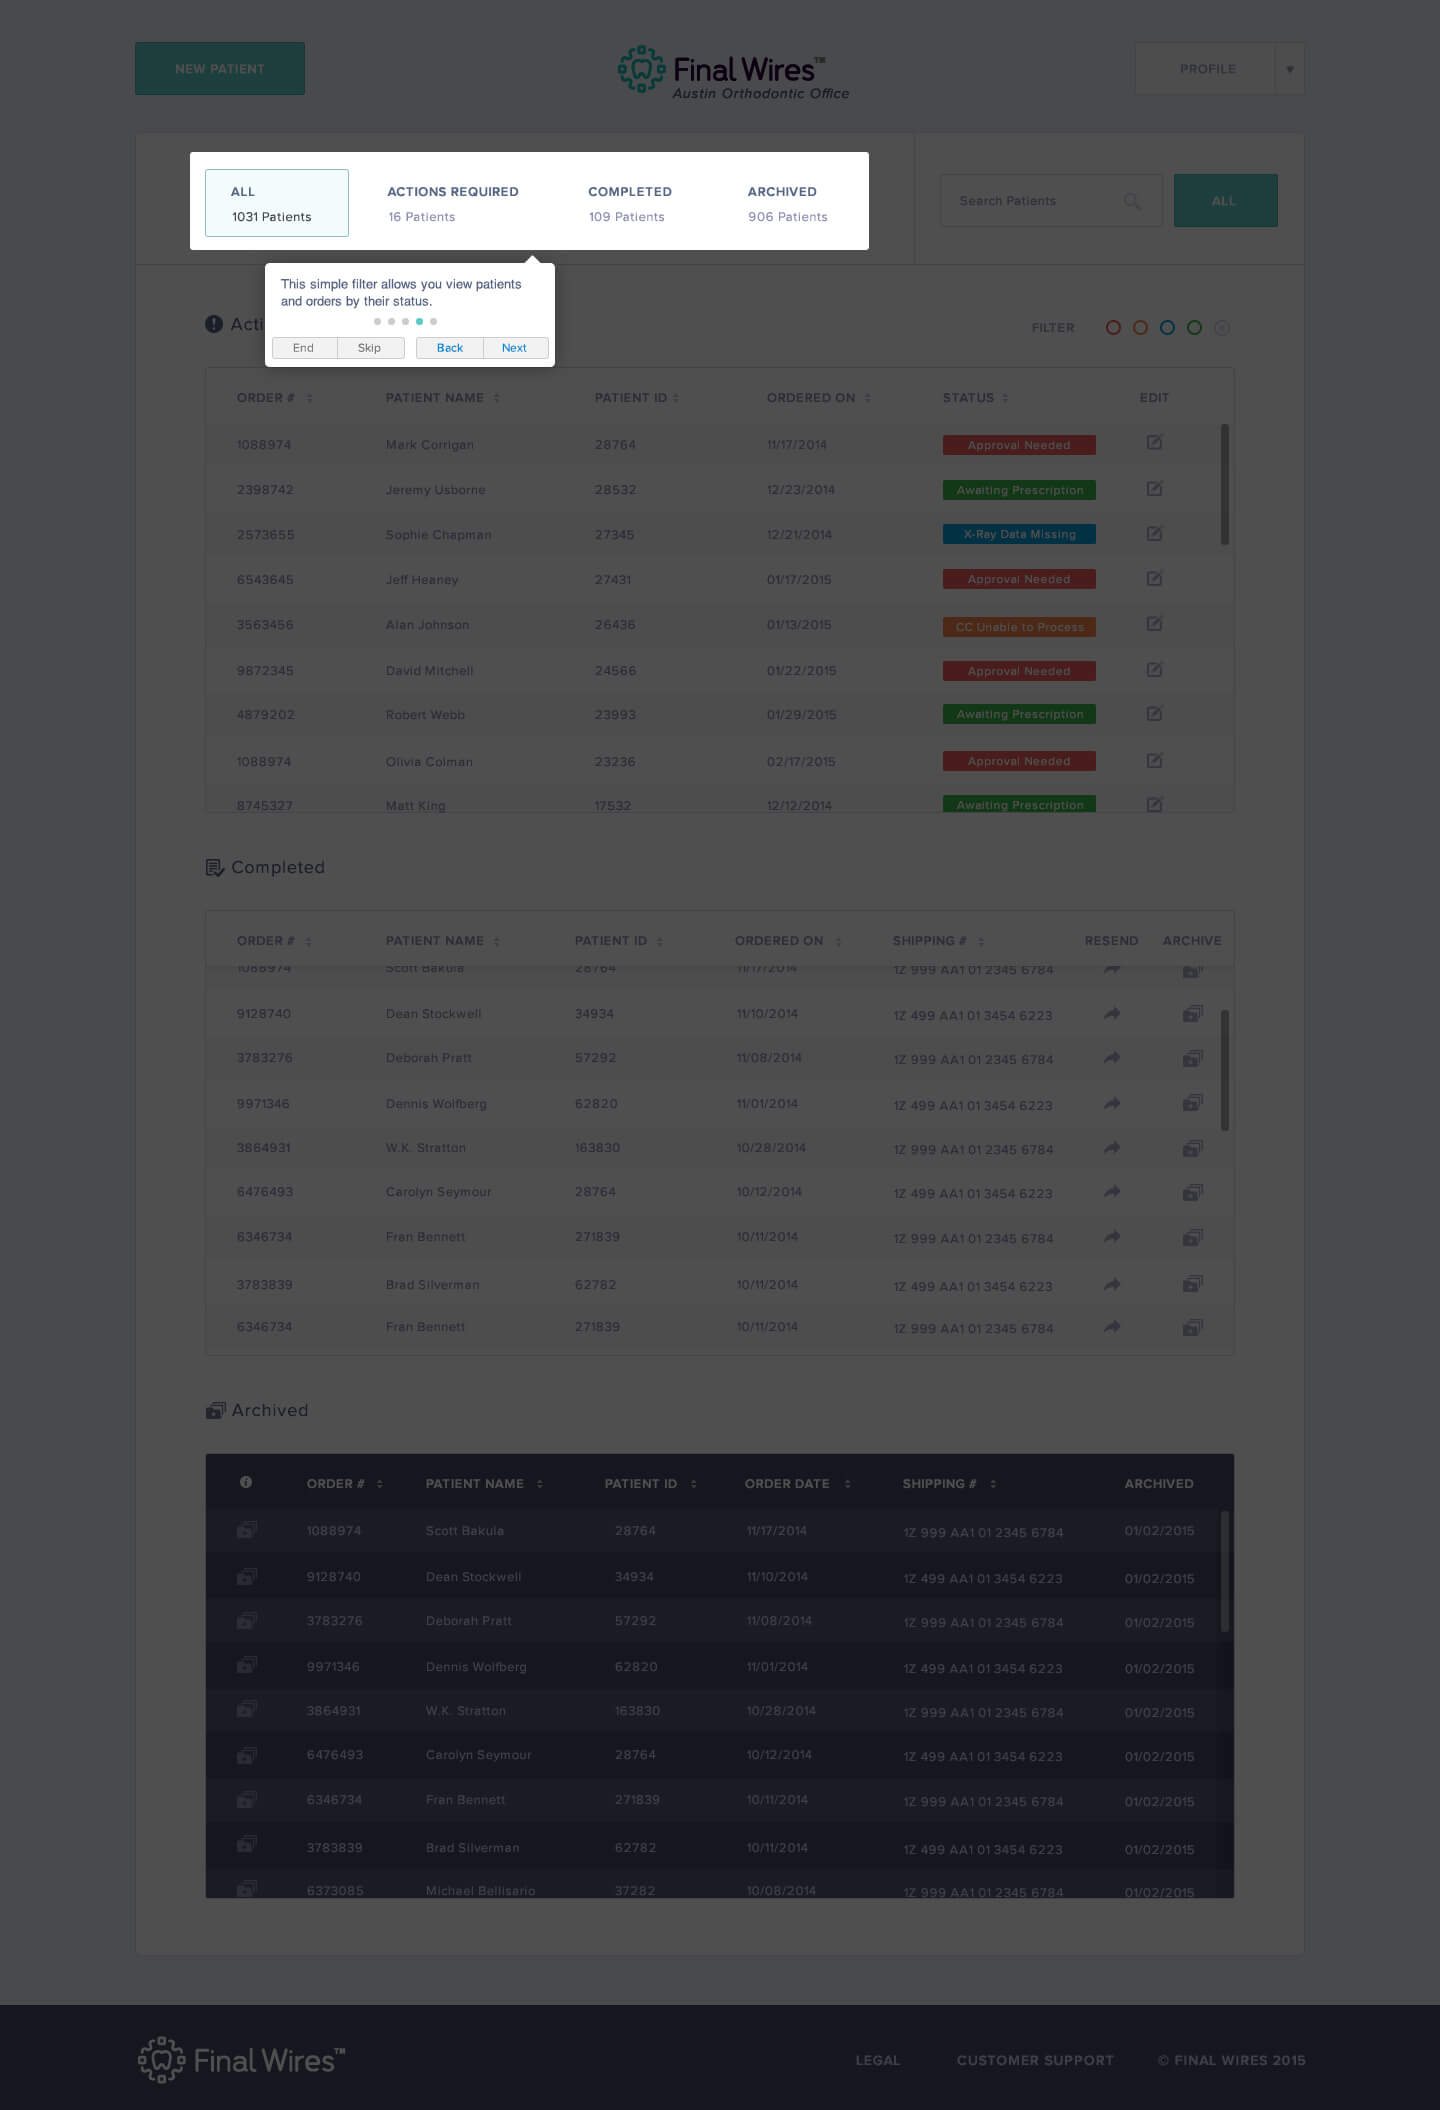 NEW PATIENT
Final Wires™
Austin Orthodontic Office
PROFILE
ALL
1031 Patients
ACTIONS REQUIRED
16 Patients
COMPLETED
109 Patients
ARCHIVED
906 Patients
Search Patients
ALL
This simple filter allows you view patients
and orders by their status.
End Skip Back Next
Acti
FILTER
ORDER # PATIENT NAME PATIENT ID ORDERED ON STATUS EDIT
1088974 Mark Corrigan 28764 11/17/2014 Approval Needed
2398742 Jeremy Usborne 28532 12/23/2014 Awaiting Prescription
2573655 Sophie Chapman 27345 12/21/2014 X-Ray Data Missing
6543645 Jeff Heaney 27431 01/17/2015 Approval Needed
3563456 Alan Johnson 26436 01/13/2015 CC Unable to Process
9872345 David Mitchell 24566 01/22/2015 Approval Needed
4879202 Robert Webb 23993 01/29/2015 Awaiting Prescription
1088974 Olivia Colman 23236 02/17/2015 Approval Needed
8745327 Matt King 17532 12/12/2014 Awaiting Prescription
Completed
ORDER # PATIENT NAME PATIENT ID ORDERED ON SHIPPING # RESEND ARCHIVE
1088974 Scott Bakula 28764 11/17/2014 1Z 999 AA1 01 2345 6784
9128740 Dean Stockwell 34934 11/10/2014 1Z 499 AA1 01 3454 6223
3783276 Deborah Pratt 57292 11/08/2014 1Z 999 AA1 01 2345 6784
9971346 Dennis Wolfberg 62820 11/01/2014 1Z 499 AA1 01 3454 6223
3864931 W.K. Stratton 163830 10/28/2014 1Z 999 AA1 01 2345 6784
6476493 Carolyn Seymour 28764 10/12/2014 1Z 499 AA1 01 3454 6223
6346734 Fran Bennett 271839 10/11/2014 1Z 999 AA1 01 2345 6784
3783839 Brad Silverman 62782 10/11/2014 1Z 499 AA1 01 3454 6223
6346734 Fran Bennett 271839 10/11/2014 1Z 999 AA1 01 2345 6784
Archived
ORDER # PATIENT NAME PATIENT ID ORDER DATE SHIPPING # ARCHIVED
1088974 Scott Bakula 28764 11/17/2014 1Z 999 AA1 01 2345 6784 01/02/2015
9128740 Dean Stockwell 34934 11/10/2014 1Z 499 AA1 01 3454 6223 01/02/2015
3783276 Deborah Pratt 57292 11/08/2014 1Z 999 AA1 01 2345 6784 01/02/2015
9971346 Dennis Wolfberg 62820 11/01/2014 1Z 499 AA1 01 3454 6223 01/02/2015
3864931 W.K. Stratton 163830 10/28/2014 1Z 999 AA1 01 2345 6784 01/02/2015
6476493 Carolyn Seymour 28764 10/12/2014 1Z 499 AA1 01 3454 6223 01/02/2015
6346734 Fran Bennett 271839 10/11/2014 1Z 999 AA1 01 2345 6784 01/02/2015
3783839 Brad Silverman 62782 10/11/2014 1Z 499 AA1 01 3454 6223 01/02/2015
6373085 Michael Bellisario 37282 10/08/2014 1Z 999 AA1 01 2345 6784 01/02/2015
Final Wires™
LEGAL CUSTOMER SUPPORT © FINAL WIRES 2015